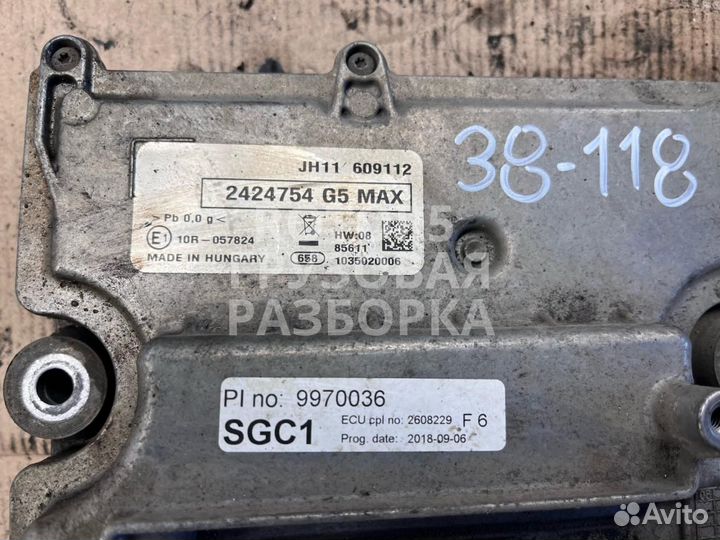 JH11 609112
2424754 G5 MAX
> Pb 0,0 g <
E1 10R-057824
HW:08
85611
MADE IN HUNGARY
658
1035020006
38-118
ГРУЗОВАЯ
РАЗБОРКА
PI no: 9970036
SGC1
ECU cpl no: 2608229 F 6
Prog. date: 2018-09-06
Avito